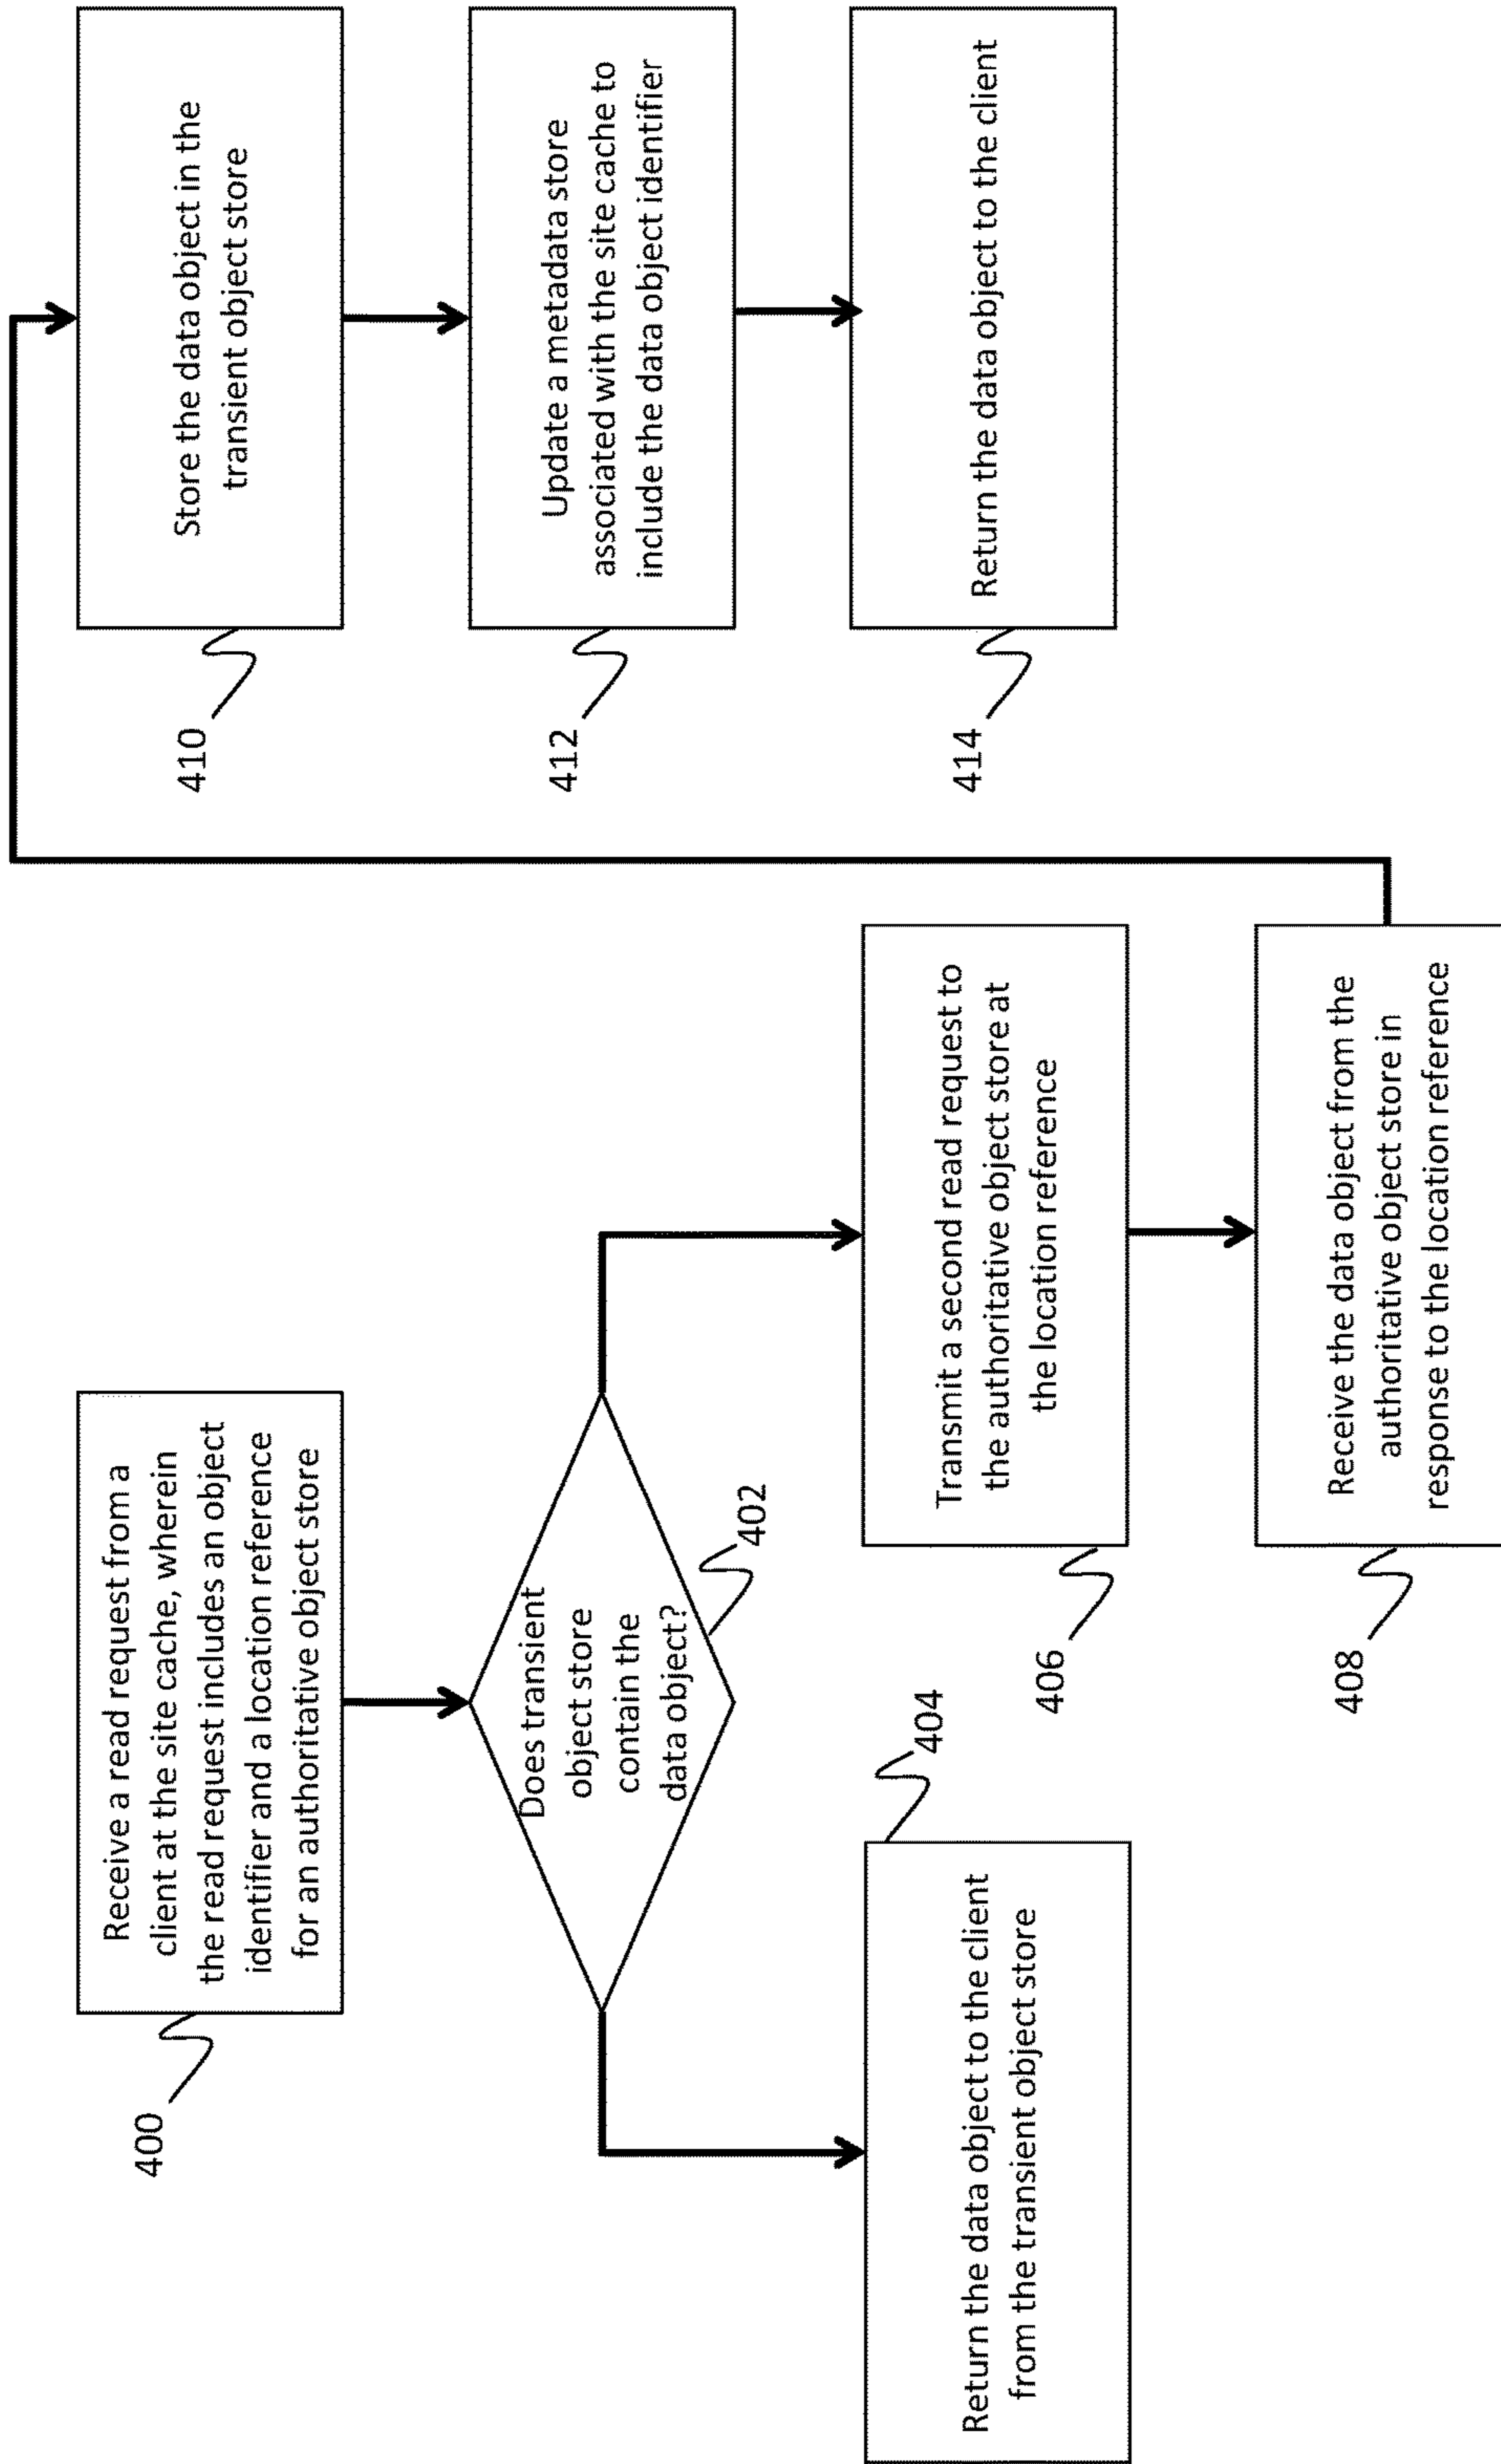 400
Receive a read request from a
client at the site cache, wherein
the read request includes an object
identifier and a location reference
for an authoritative object store
Does transient
object store
contain the
data object?
402
404
Return the data object to the client
from the transient object store
406
Transmit a second read request to
the authoritative object store at
the location reference
408
Receive the data object from the
authoritative object store in
response to the location reference
410
Store the data object in the
transient object store
412
Update a metadata store
associated with the site cache to
include the data object identifier
414
Return the data object to the client